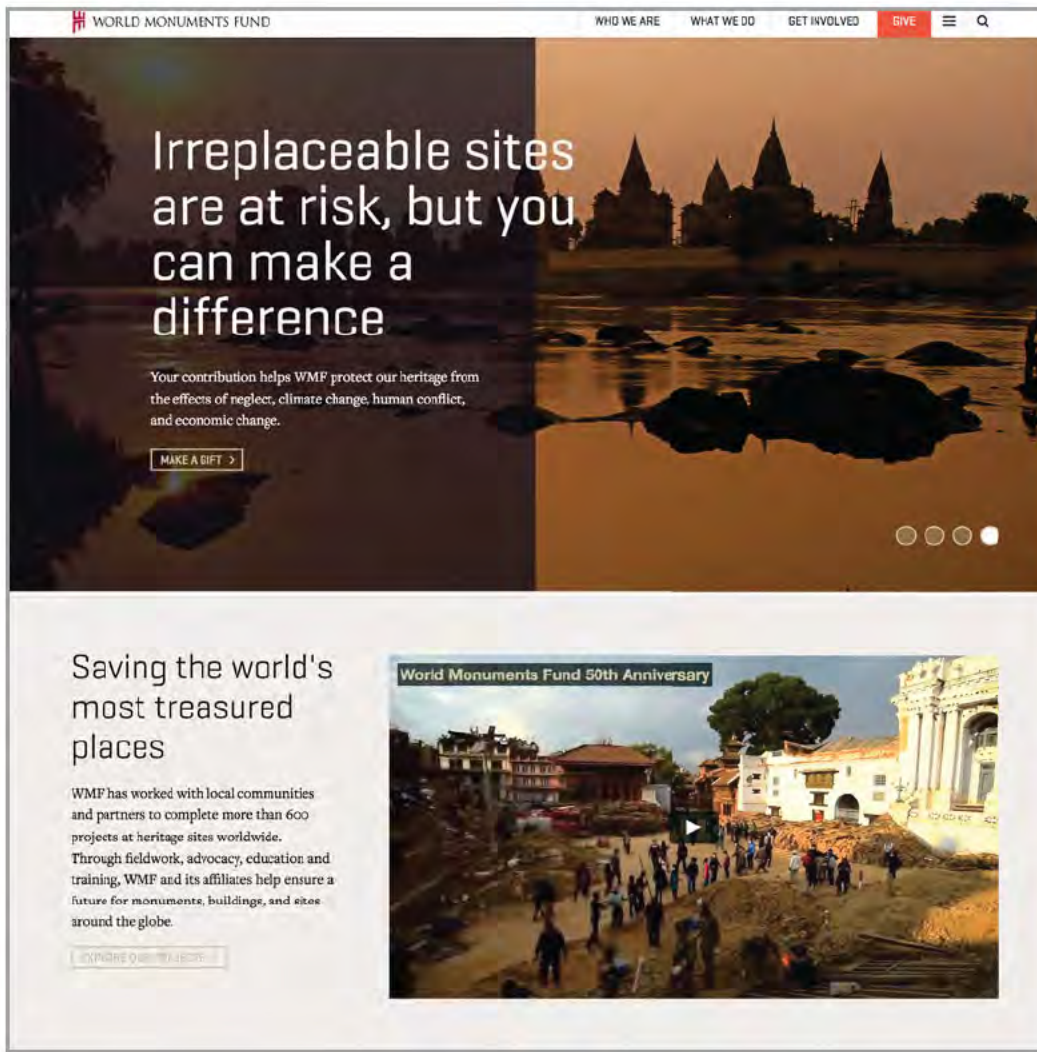 WORLD MONUMENTS FUND
WHO WE ARE
WHAT WE DO
GET INVOLVED
GIVE
Irreplaceable sites
are at risk, but you
can make a
difference
Your contribution helps WMF protect our heritage from
the effects of neglect, climate change, human conflict,
and economic change.
MAKE A GIFT >
Saving the world's
most treasured
places
WMF has worked with local communities
and partners to complete more than 600
projects at heritage sites worldwide.
Through fieldwork, advocacy, education and
training, WMF and its affiliates help ensure a
future for monuments, buildings, and sites
around the globe.
EXPLORE OUR PROJECTS >
World Monuments Fund 50th Anniversary